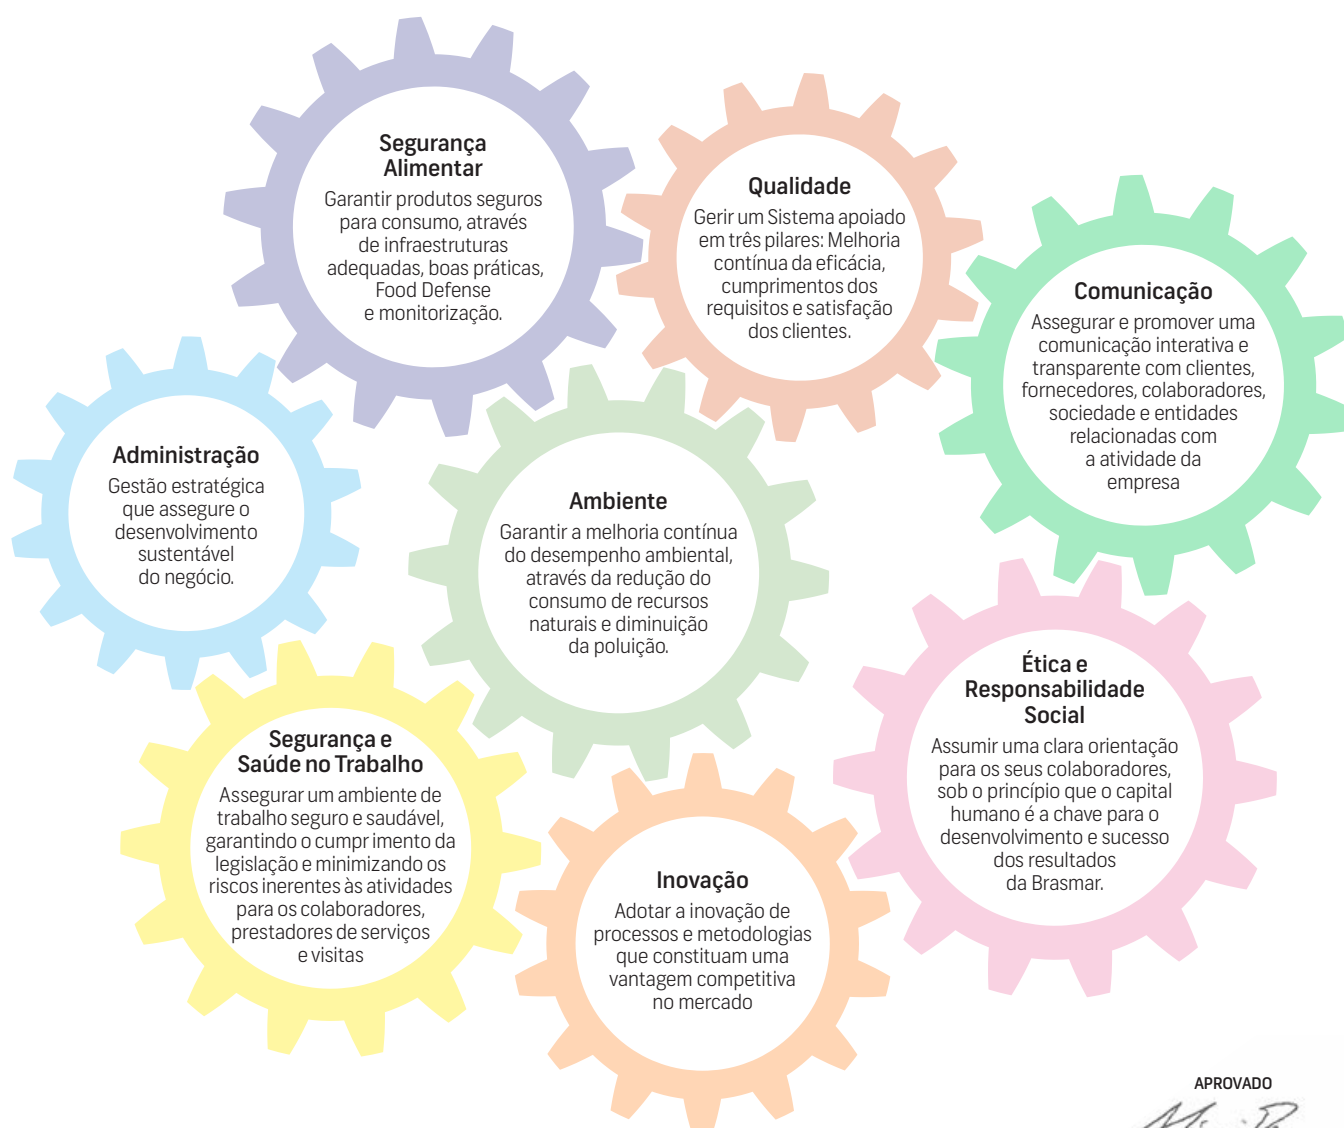 Segurança
Alimentar
Garantir produtos seguros
para consumo, através
de infraestruturas
adequadas, boas práticas,
Food Defense
e monitorização.
Qualidade
Gerir um Sistema apoiado
em três pilares: Melhoria
contínua da eficácia,
cumprimentos dos
requisitos e satisfação
dos clientes.
Comunicação
Assegurar e promover uma
comunicação interativa e
transparente com clientes,
fornecedores, colaboradores,
sociedade e entidades
relacionadas com
a atividade da
empresa
Administração
Gestão estratégica
que assegure o
desenvolvimento
sustentável
do negócio.
Ambiente
Garantir a melhoria contínua
do desempenho ambiental,
através da redução do
consumo de recursos
naturais e diminuição
da poluição.
Ética e
Responsabilidade
Social
Assumir uma clara orientação
para os seus colaboradores,
sob o princípio que o capital
humano é a chave para o
desenvolvimento e sucesso
dos resultados
da Brasmar.
Segurança e
Saúde no Trabalho
Assegurar um ambiente de
trabalho seguro e saudável,
garantindo o cumprimento da
legislação e minimizando os
riscos inerentes às atividades
para os colaboradores,
prestadores de serviços
e visitas
Inovação
Adotar a inovação de
processos e metodologias
que constituam uma
vantagem competitiva
no mercado
APROVADO